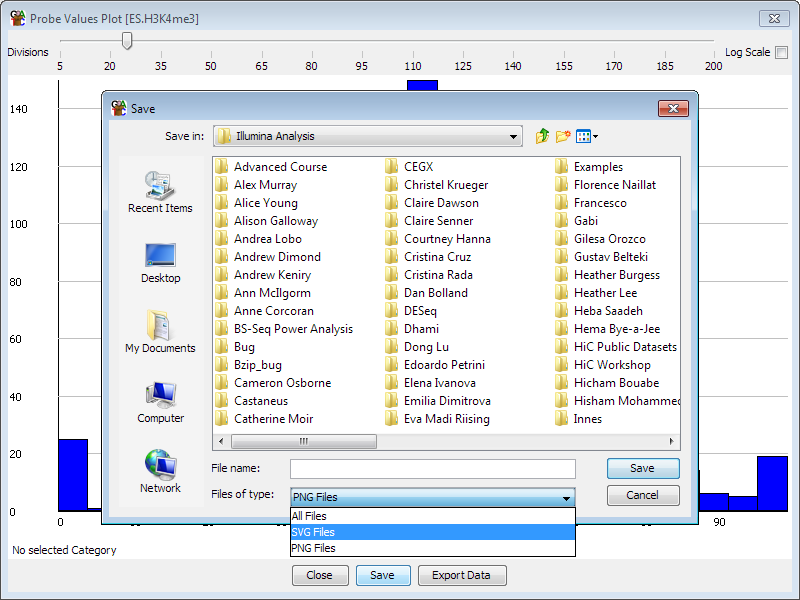 Probe Values Plot [ES.H3K4me3]
Divisions
Log Scale
5 20 35 50 65 80 95 110 125 140 155 170 185 200
140
120
100
80
60
40
20
0
Save
Save in: Illumina Analysis
Recent Items
Desktop
My Documents
Computer
Network
Advanced Course
Alex Murray
Alice Young
Alison Galloway
Andrea Lobo
Andrew Dimond
Andrew Keniry
Ann McIlgorm
Anne Corcoran
BS-Seq Power Analysis
Bug
Bzip_bug
Cameron Osborne
Castaneus
Catherine Moir
CEGX
Christel Krueger
Claire Dawson
Claire Senner
Courtney Hanna
Cristina Cruz
Cristina Rada
Dan Bolland
DESeq
Dhami
Dong Lu
Edoardo Petrini
Elena Ivanova
Emilia Dimitrova
Eva Madi Riising
Examples
Florence Naillat
Francesco
Gabi
Gilesa Orozco
Gustav Belteki
Heather Burgess
Heather Lee
Heba Saadeh
Hema Bye-a-Jee
HiC Public Datasets
HiC Workshop
Hicham Bouabe
Hisham Mohammed
Innes
File name:
Save
Files of type: PNG Files
Cancel
All Files
SVG Files
PNG Files
0 90
No selected Category
Close Save Export Data